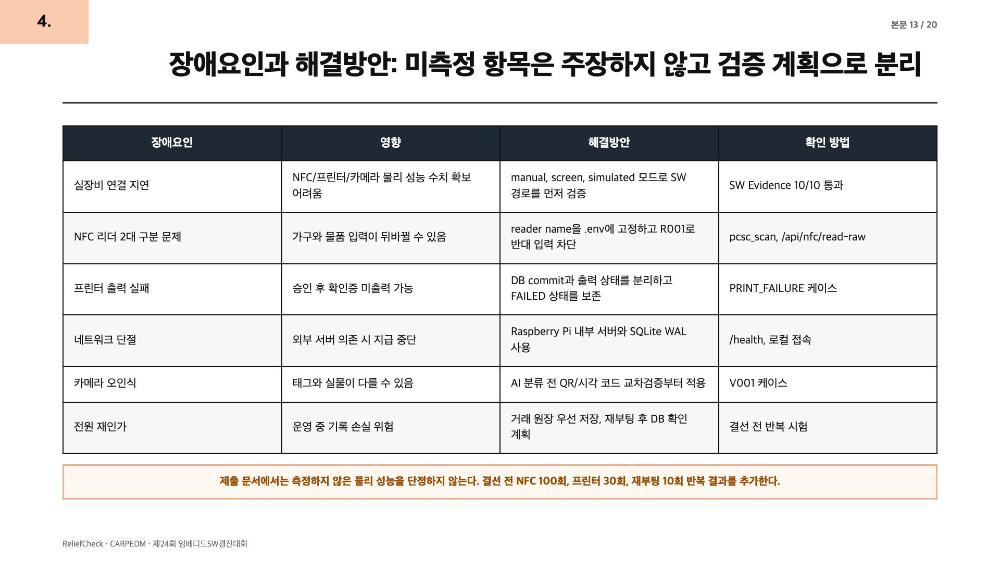 4.
본문 13 / 20
장애요인과 해결방안: 미측정 항목은 주장하지 않고 검증 계획으로 분리
장애요인
영향
해결방안
확인 방법
실장비 연결 지연
NFC/프린터/카메라 물리 성능 수치 확보
어려움
manual, screen, simulated 모드로 SW
경로를 먼저 검증
SW Evidence 10/10 통과
NFC 리더 2대 구분 문제
가구와 물품 입력이 뒤바뀔 수 있음
reader name을 .env에 고정하고 R001로
반대 입력 차단
pcsc_scan, /api/nfc/read-raw
프린터 출력 실패
승인 후 확인증 미출력 가능
DB commit과 출력 상태를 분리하고
FAILED 상태를 보존
PRINT_FAILURE 케이스
네트워크 단절
외부 서버 의존 시 지급 중단
Raspberry Pi 내부 서버와 SQLite WAL
사용
/health, 로컬 접속
카메라 오인식
태그와 실물이 다를 수 있음
AI 분류 전 QR/시각 코드 교차검증부터 적용
V001 케이스
전원 재인가
운영 중 기록 손실 위험
거래 원장 우선 저장, 재부팅 후 DB 확인
계획
결선 전 반복 시험
제출 문서에서는 측정하지 않은 물리 성능을 단정하지 않는다. 결선 전 NFC 100회, 프린터 30회, 재부팅 10회 반복 결과를 추가한다.
ReliefCheck · CARPEDM · 제24회 임베디드SW경진대회